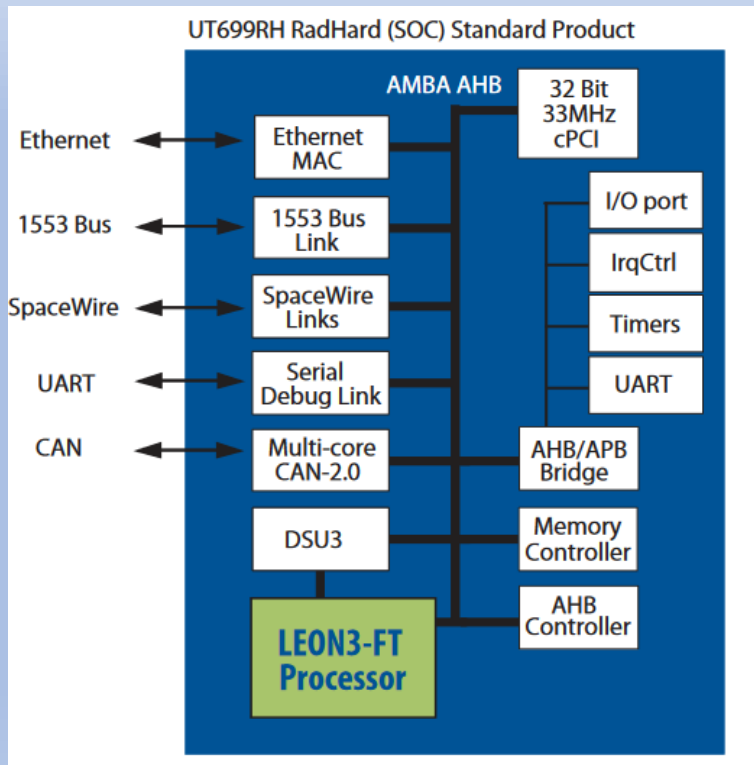 UT699RH RadHard (SOC) Standard Product
AMBA AHB
32 Bit
33MHz
cPCI
Ethernet
Ethernet
MAC
I/O port
1553 Bus
1553 Bus
Link
IrqCtrl
SpaceWire
SpaceWire
Links
Timers
UART
Serial
Debug Link
UART
CAN
Multi-core
CAN-2.0
AHB/APB
Bridge
DSU3
Memory
Controller
LEON3-FT
Processor
AHB
Controller